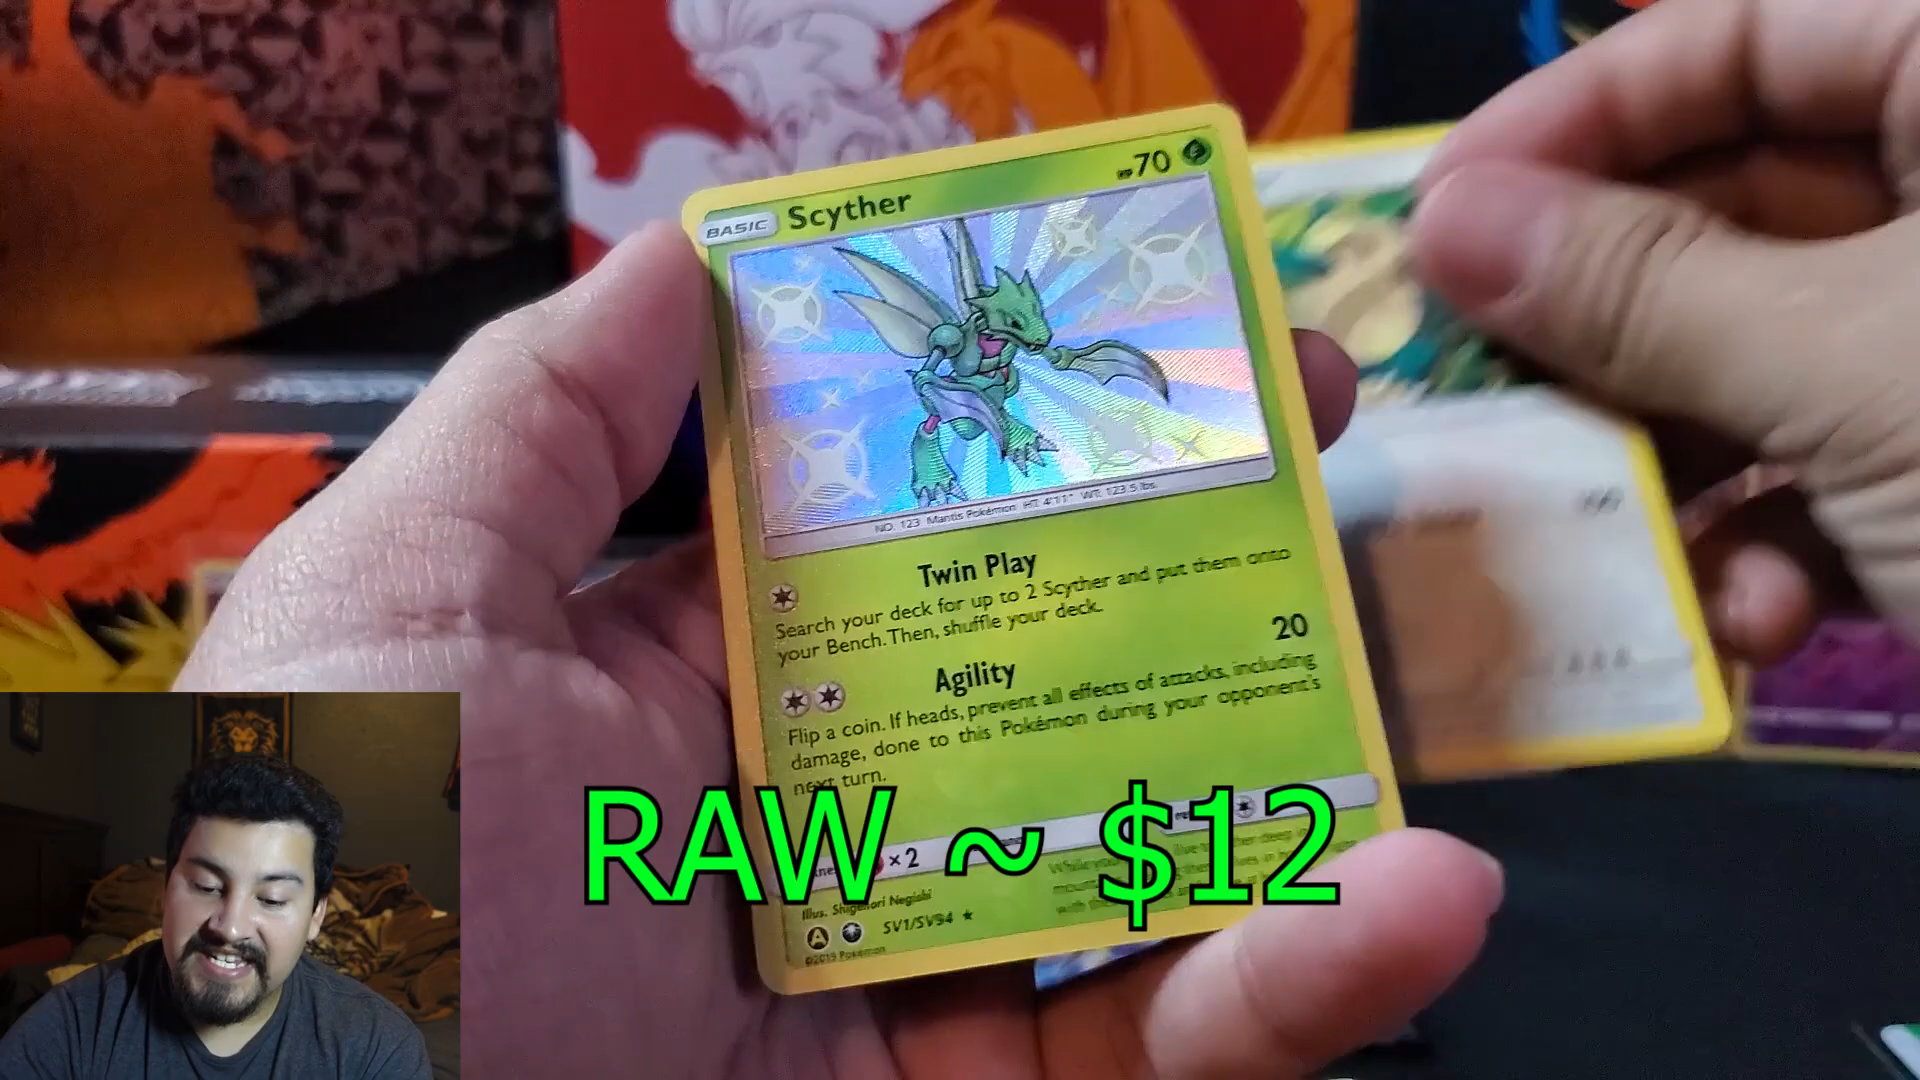 BASIC Scyther HP 70
NO. 123 Mantis Pokémon HT. 4'11" WT. 123.5 lbs.
Twin Play
Search your deck for up to 2 Scyther and put them onto
your Bench. Then, shuffle your deck.
Agility 20
Flip a coin. If heads, prevent all effects of attacks, including
damage, done to this Pokémon during your opponent's
next turn.
×2
RAW ~ $12
Illus. Shigenori Negishi
A SV1/SV94
©2019 Pokémon